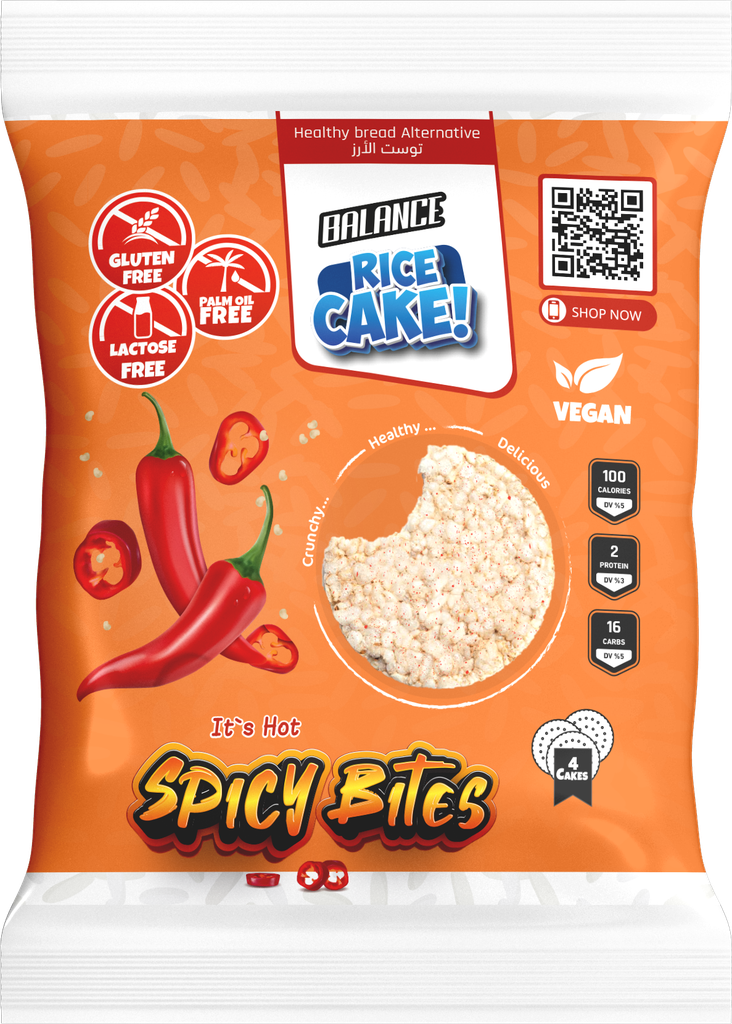 Healthy bread Alternative
توست الأرز
BALANCE
RICE
CAKE!
GLUTEN
FREE
PALM OIL
FREE
LACTOSE
FREE
SHOP NOW
VEGAN
Crunchy...
Healthy ...
Delicious
100
CALORIES
DV %5
2
PROTEIN
DV %3
16
CARBS
DV %5
4
CAKES
It`s Hot
SPICY BITES